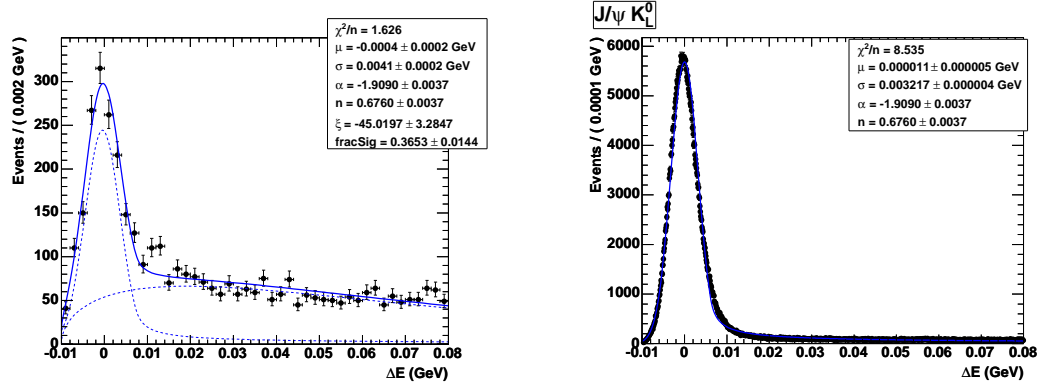 χ²/n = 1.626
μ = -0.0004 ± 0.0002 GeV
σ = 0.0041 ± 0.0002 GeV
α = -1.9090 ± 0.0037
n = 0.6760 ± 0.0037
ξ = -45.0197 ± 3.2847
fracSig = 0.3653 ± 0.0144
Events / ( 0.002 GeV )
300
250
200
150
100
50
0
-0.01 0 0.01 0.02 0.03 0.04 0.05 0.06 0.07 0.08
ΔE (GeV)
J/ψ K⁰_L
χ²/n = 8.535
μ = 0.000011 ± 0.000005 GeV
σ = 0.003217 ± 0.000004 GeV
α = -1.9090 ± 0.0037
n = 0.6760 ± 0.0037
Events / ( 0.0001 GeV )
6000
5000
4000
3000
2000
1000
0
-0.01 0 0.01 0.02 0.03 0.04 0.05 0.06 0.07 0.08
ΔE (GeV)